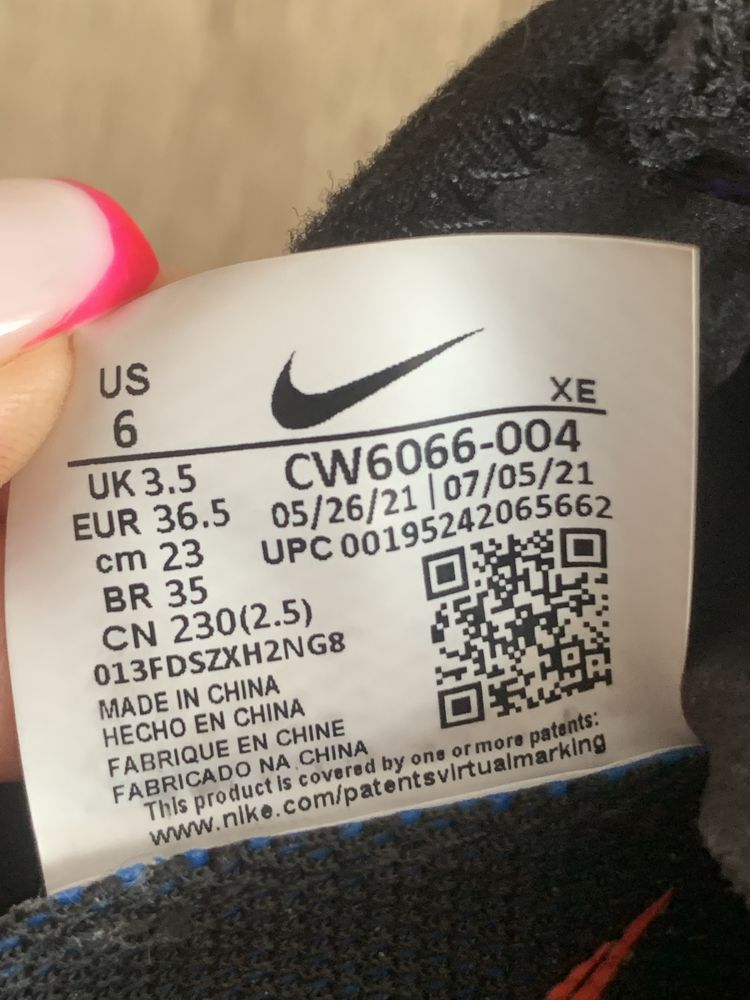 US
6
XE
UK 3.5
EUR 36.5
cm 23
BR 35
CN 230(2.5)
CW6066-004
05/26/21 | 07/05/21
UPC 00195242065662
013FDSZXH2NG8
MADE IN CHINA
HECHO EN CHINA
FABRIQUE EN CHINE
FABRICADO NA CHINA
This product is covered by one or more patents:
www.nike.com/patentsvirtualmarking